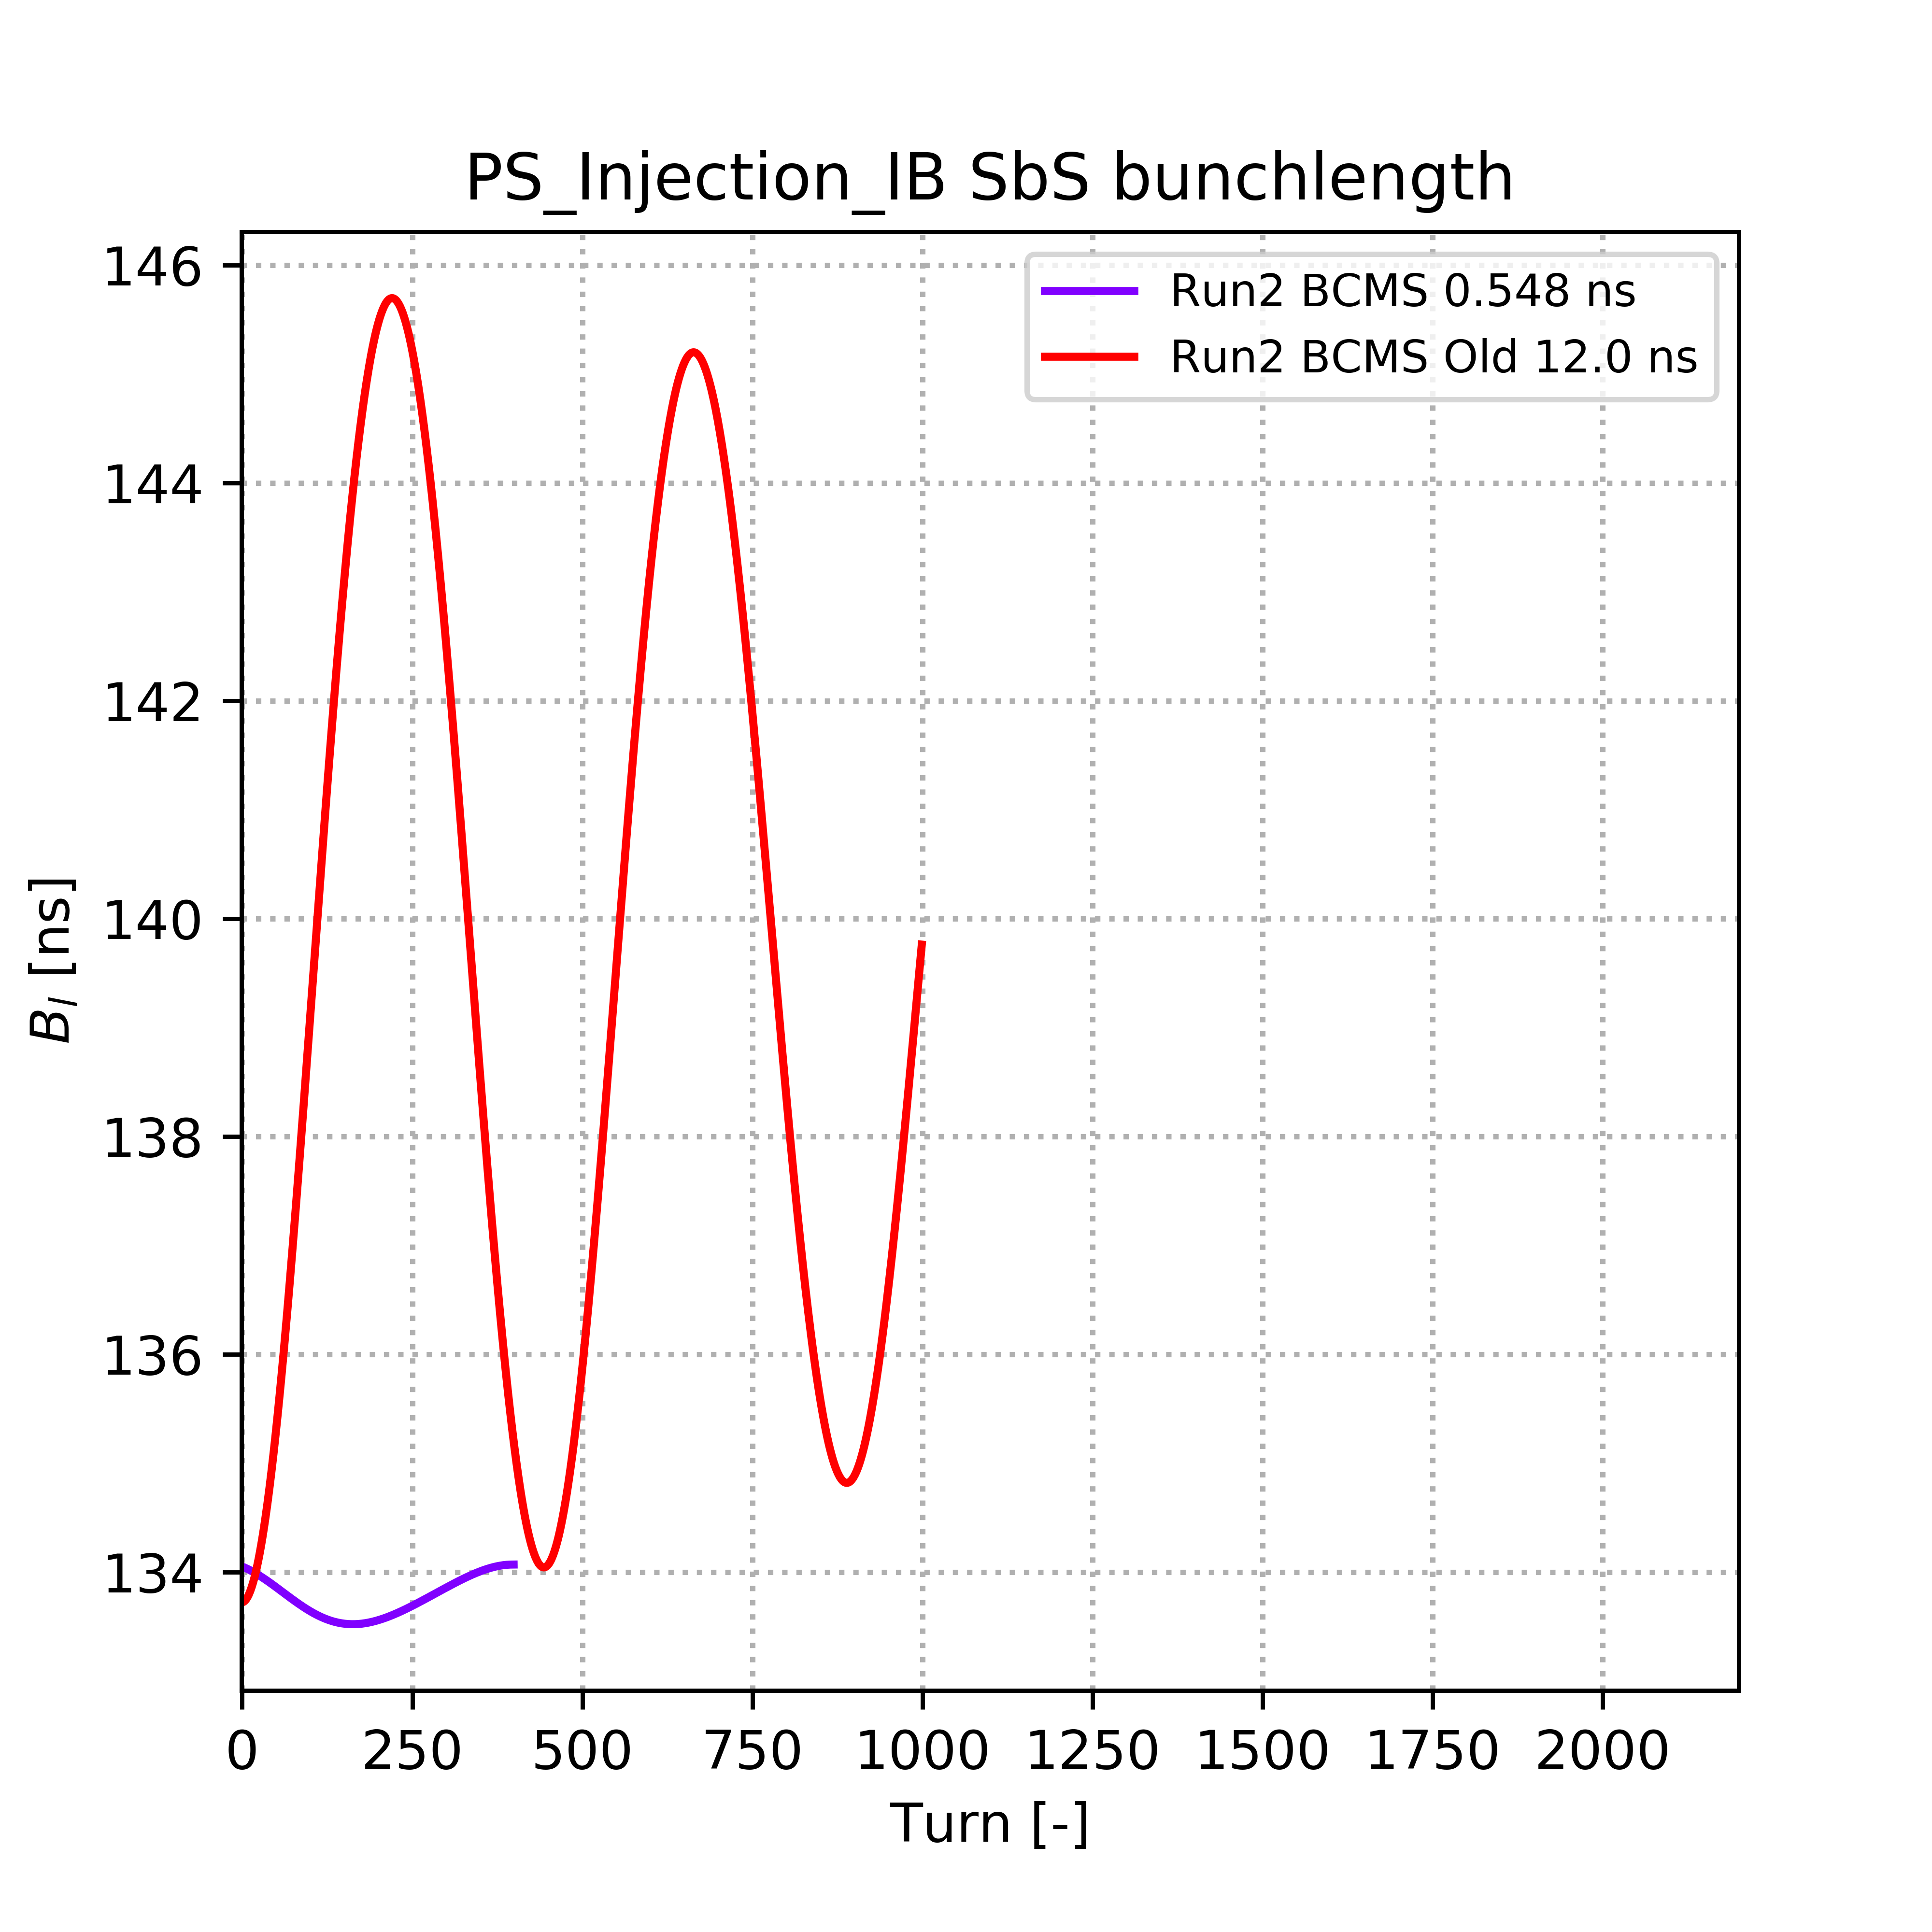 PS_Injection_IB SbS bunchlength
Run2 BCMS 0.548 ns
Run2 BCMS Old 12.0 ns
146
144
142
140
138
136
134
B_l [ns]
0 250 500 750 1000 1250 1500 1750 2000
Turn [-]